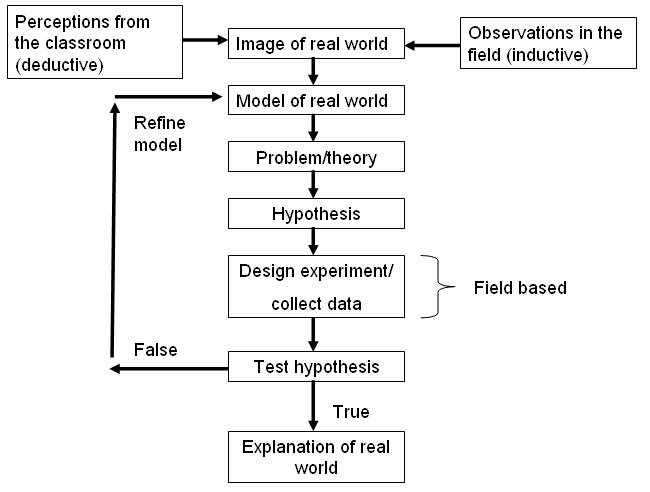 Perceptions from
the classroom
(deductive)
Image of real world
Observations in the
field (inductive)
Model of real world
Refine
model
Problem/theory
Hypothesis
Design experiment/
collect data
Field based
False
Test hypothesis
True
Explanation of real
world